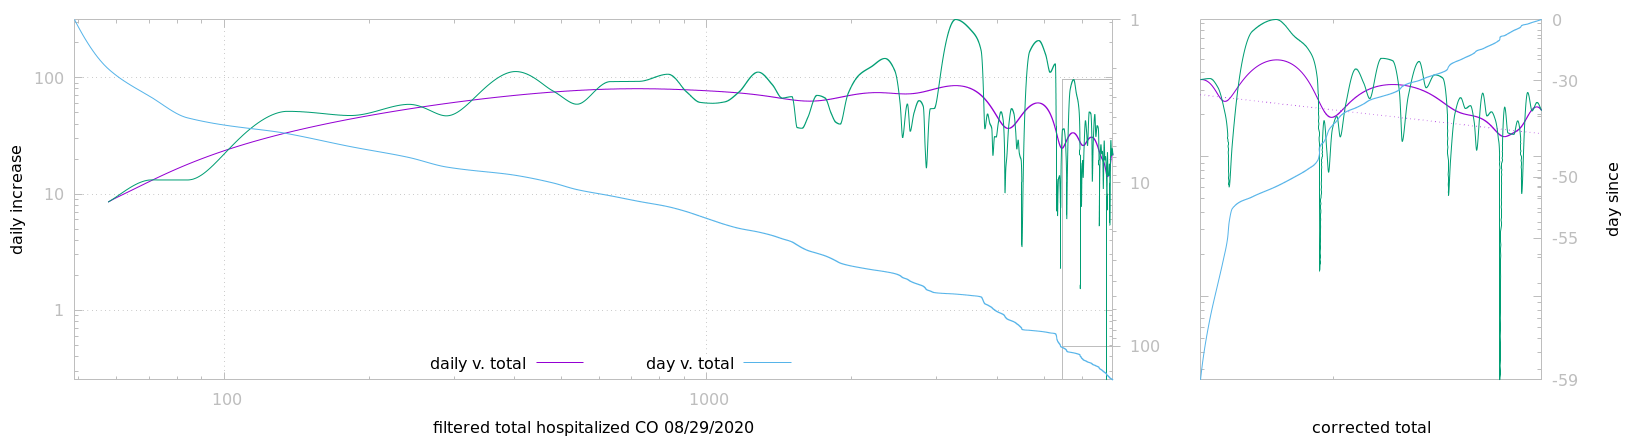 daily increase
100
10
1
100
1000
1
10
100
daily v. total
day v. total
filtered total hospitalized CO 08/29/2020
0
-30
-50
-55
-59
day since
corrected total